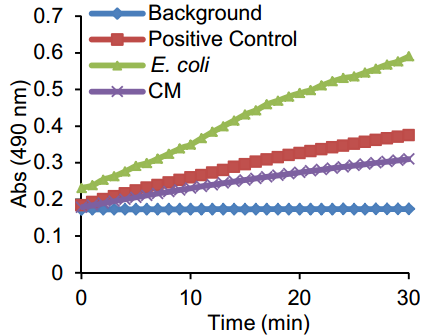 0.7
Background
0.6
Positive Control
0.5
E. coli
CM
0.4
0.3
0.2
0.1
0
Abs (490 nm)
0 10 20 30
Time (min)